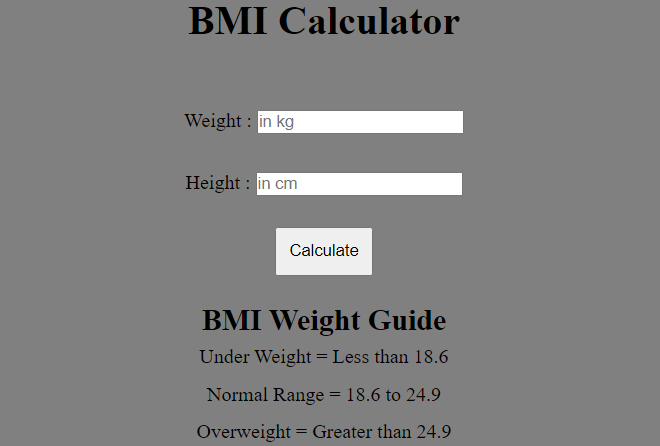 BMI Calculator
Weight : in kg
Height : in cm
Calculate
BMI Weight Guide
Under Weight = Less than 18.6
Normal Range = 18.6 to 24.9
Overweight = Greater than 24.9